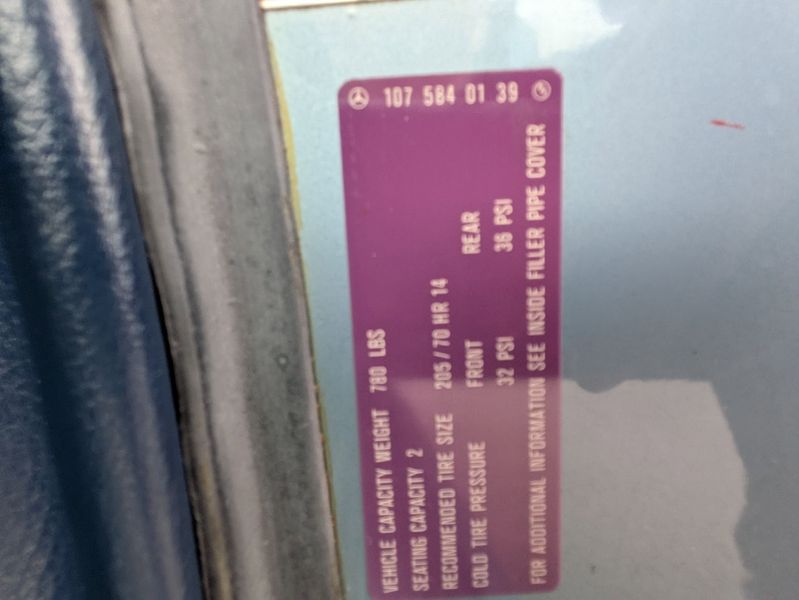 107 584 01 39
VEHICLE CAPACITY WEIGHT 780 LBS
SEATING CAPACITY 2
RECOMMENDED TIRE SIZE 205/70 HR 14
COLD TIRE PRESSURE FRONT REAR
32 PSI 36 PSI
FOR ADDITIONAL INFORMATION SEE INSIDE FILLER PIPE COVER